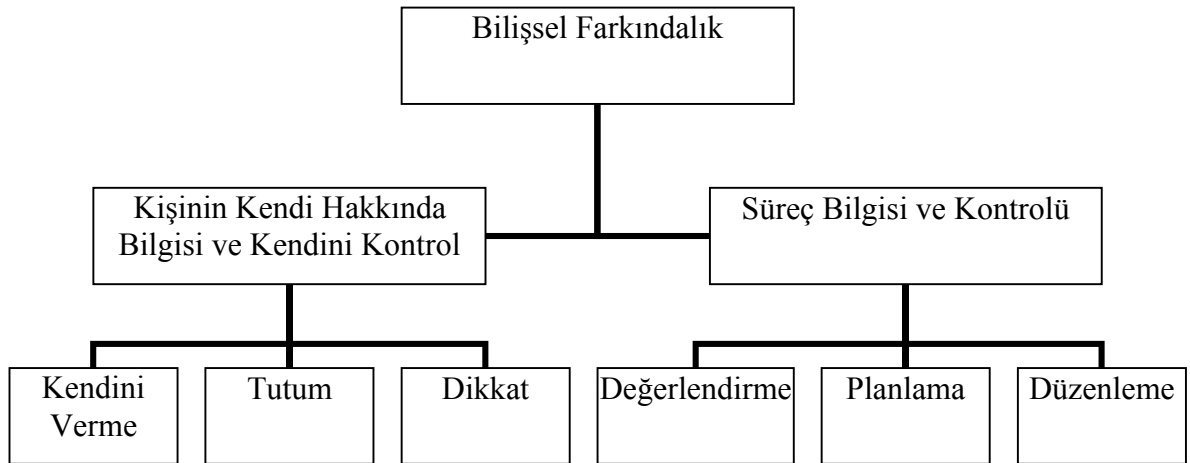 Bilişsel Farkındalık
Kişinin Kendi Hakkında
Bilgisi ve Kendini Kontrol
Süreç Bilgisi ve Kontrolü
Kendini
Verme
Tutum
Dikkat
Değerlendirme
Planlama
Düzenleme